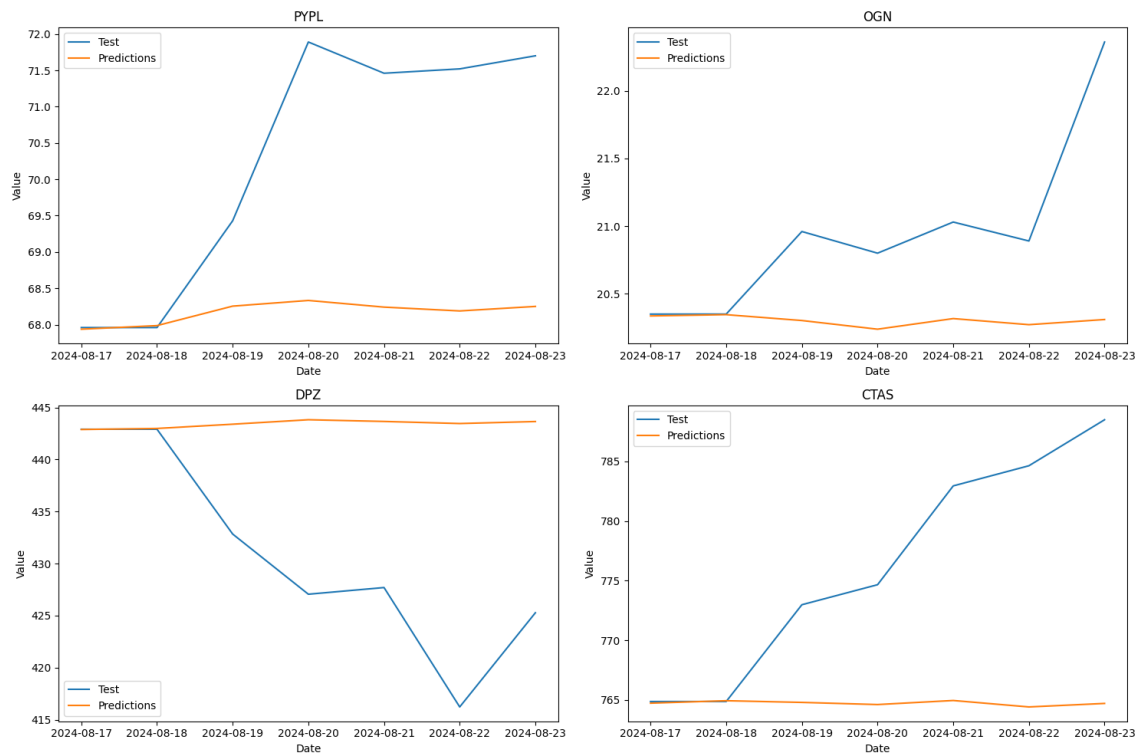 PYPL
Test
Predictions
72.0
71.5
71.0
70.5
70.0
69.5
69.0
68.5
68.0
Value
2024-08-17 2024-08-18 2024-08-19 2024-08-20 2024-08-21 2024-08-22 2024-08-23
Date
OGN
Test
Predictions
22.0
21.5
21.0
20.5
Value
2024-08-17 2024-08-18 2024-08-19 2024-08-20 2024-08-21 2024-08-22 2024-08-23
Date
DPZ
445
440
435
430
425
420
415
Value
Test
Predictions
2024-08-17 2024-08-18 2024-08-19 2024-08-20 2024-08-21 2024-08-22 2024-08-23
Date
CTAS
Test
Predictions
785
780
775
770
765
Value
2024-08-17 2024-08-18 2024-08-19 2024-08-20 2024-08-21 2024-08-22 2024-08-23
Date